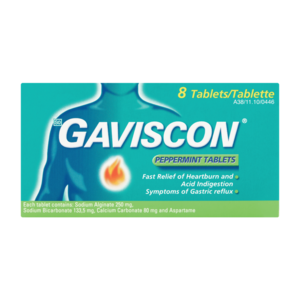 8 Tablets/Tablette
A38/11.10/0446
GAVISCON®
PEPPERMINT TABLETS
Fast Relief of Heartburn and
Acid Indigestion
Symptoms of Gastric reflux
Each tablet contains: Sodium Alginate 250 mg,
Sodium Bicarbonate 133,5 mg, Calcium Carbonate 80 mg and Aspartame